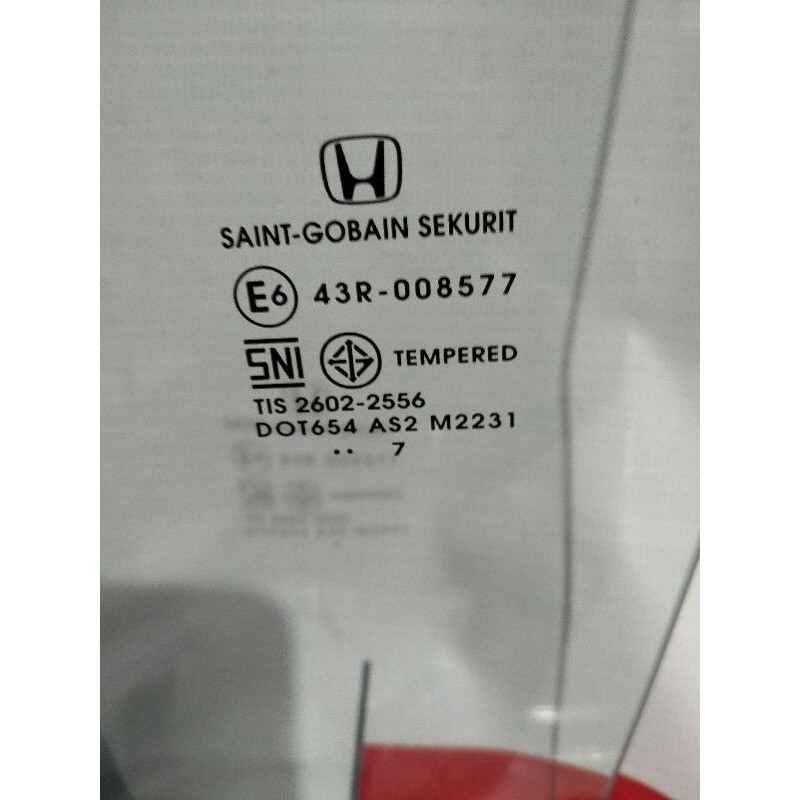 SAINT-GOBAIN SEKURIT
E6 43R-008577
SNI TEMPERED
TIS 2602-2556
DOT654 AS2 M2231
.. 7